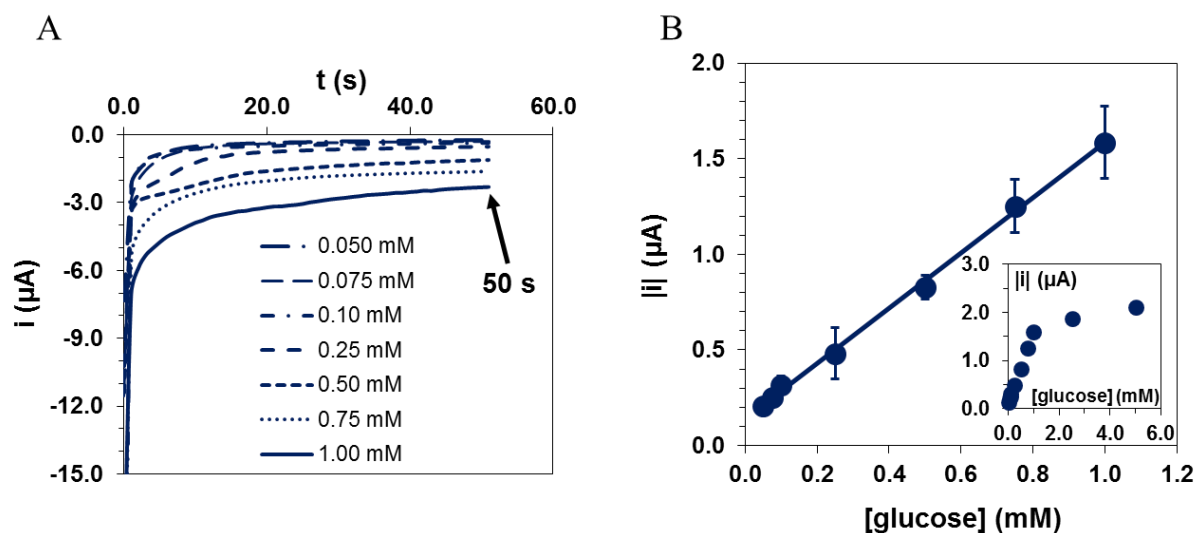 A
t (s)
0.0 20.0 40.0 60.0
0.0
-3.0
-6.0
-9.0
-12.0
-15.0
i (µA)
0.050 mM
0.075 mM
0.10 mM
0.25 mM
0.50 mM
0.75 mM
1.00 mM
50 s
B
2.0
1.5
1.0
0.5
0.0
|i| (µA)
0.0 0.2 0.4 0.6 0.8 1.0 1.2
[glucose] (mM)
3.0
2.0
1.0
0.0
|i| (µA)
[glucose] (mM)
0.0 2.0 4.0 6.0